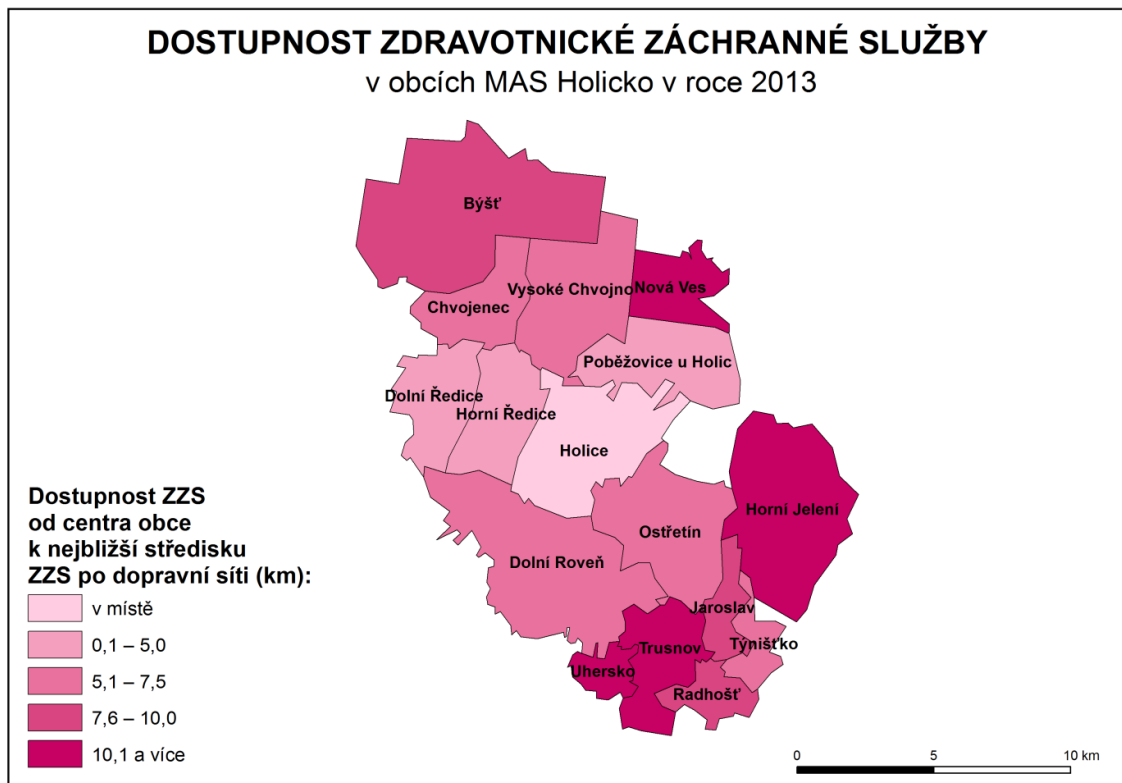 DOSTUPNOST ZDRAVOTNICKÉ ZÁCHRANNÉ SLUŽBY
v obcích MAS Holicko v roce 2013
Býšť
Vysoké Chvojno
Nová Ves
Chvojenec
Poběžovice u Holic
Dolní Ředice
Horní Ředice
Holice
Horní Jelení
Ostřetín
Dolní Roveň
Jaroslav
Týnišťko
Trusnov
Uhersko
Radhošť
Dostupnost ZZS
od centra obce
k nejbližší středisku
ZZS po dopravní síti (km):
v místě
0,1 – 5,0
5,1 – 7,5
7,6 – 10,0
10,1 a více
0 5 10 km